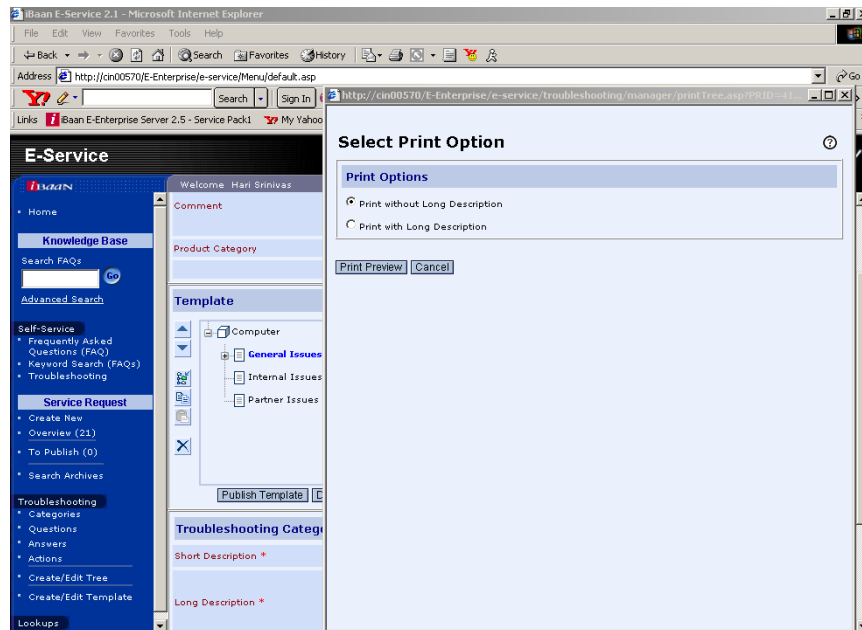 iBaan E-Service 2.1 - Microsoft Internet Explorer
File Edit View Favorites Tools Help
Back Search Favorites History
Address http://cin00570/E-Enterprise/e-service/Menu/default.asp Go
Y! Search Sign In
Links iBaan E-Enterprise Server 2.5 - Service Pack1 My Yahoo
http://cin00570/E-Enterprise/e-service/troubleshooting/manager/printTree.asp?PRID=41...
Select Print Option
Print Options
Print without Long Description
Print with Long Description
Print Preview Cancel
E-Service
iBaan
Welcome Hari Srinivas
Home
Knowledge Base
Search FAQs
Go
Advanced Search
Self-Service
Frequently Asked
Questions (FAQ)
Keyword Search (FAQs)
Troubleshooting
Service Request
Create New
Overview (21)
To Publish (0)
Search Archives
Troubleshooting
Categories
Questions
Answers
Actions
Create/Edit Tree
Create/Edit Template
Lookups
Comment
Product Category
Template
Computer
General Issues
Internal Issues
Partner Issues
Publish Template D
Troubleshooting Catego
Short Description *
Long Description *